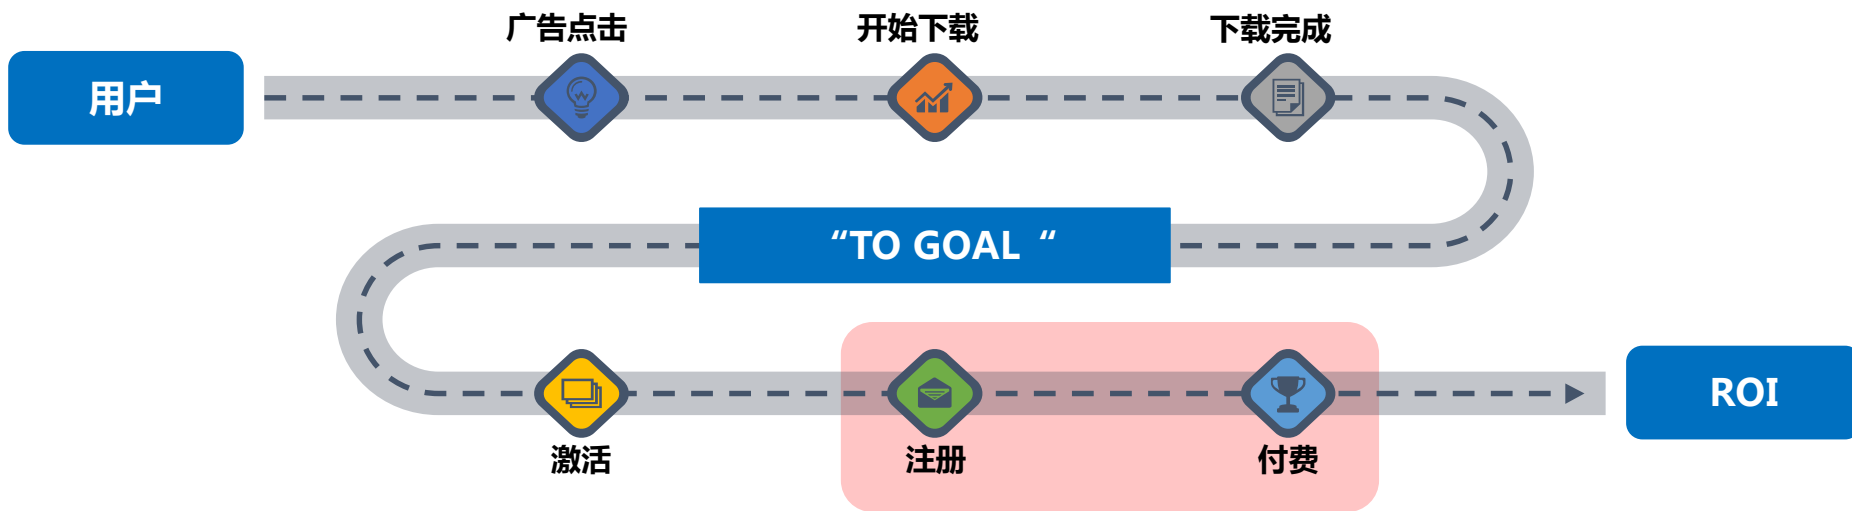 广告点击
开始下载
下载完成
用户
“TO GOAL “
激活
注册
付费
ROI